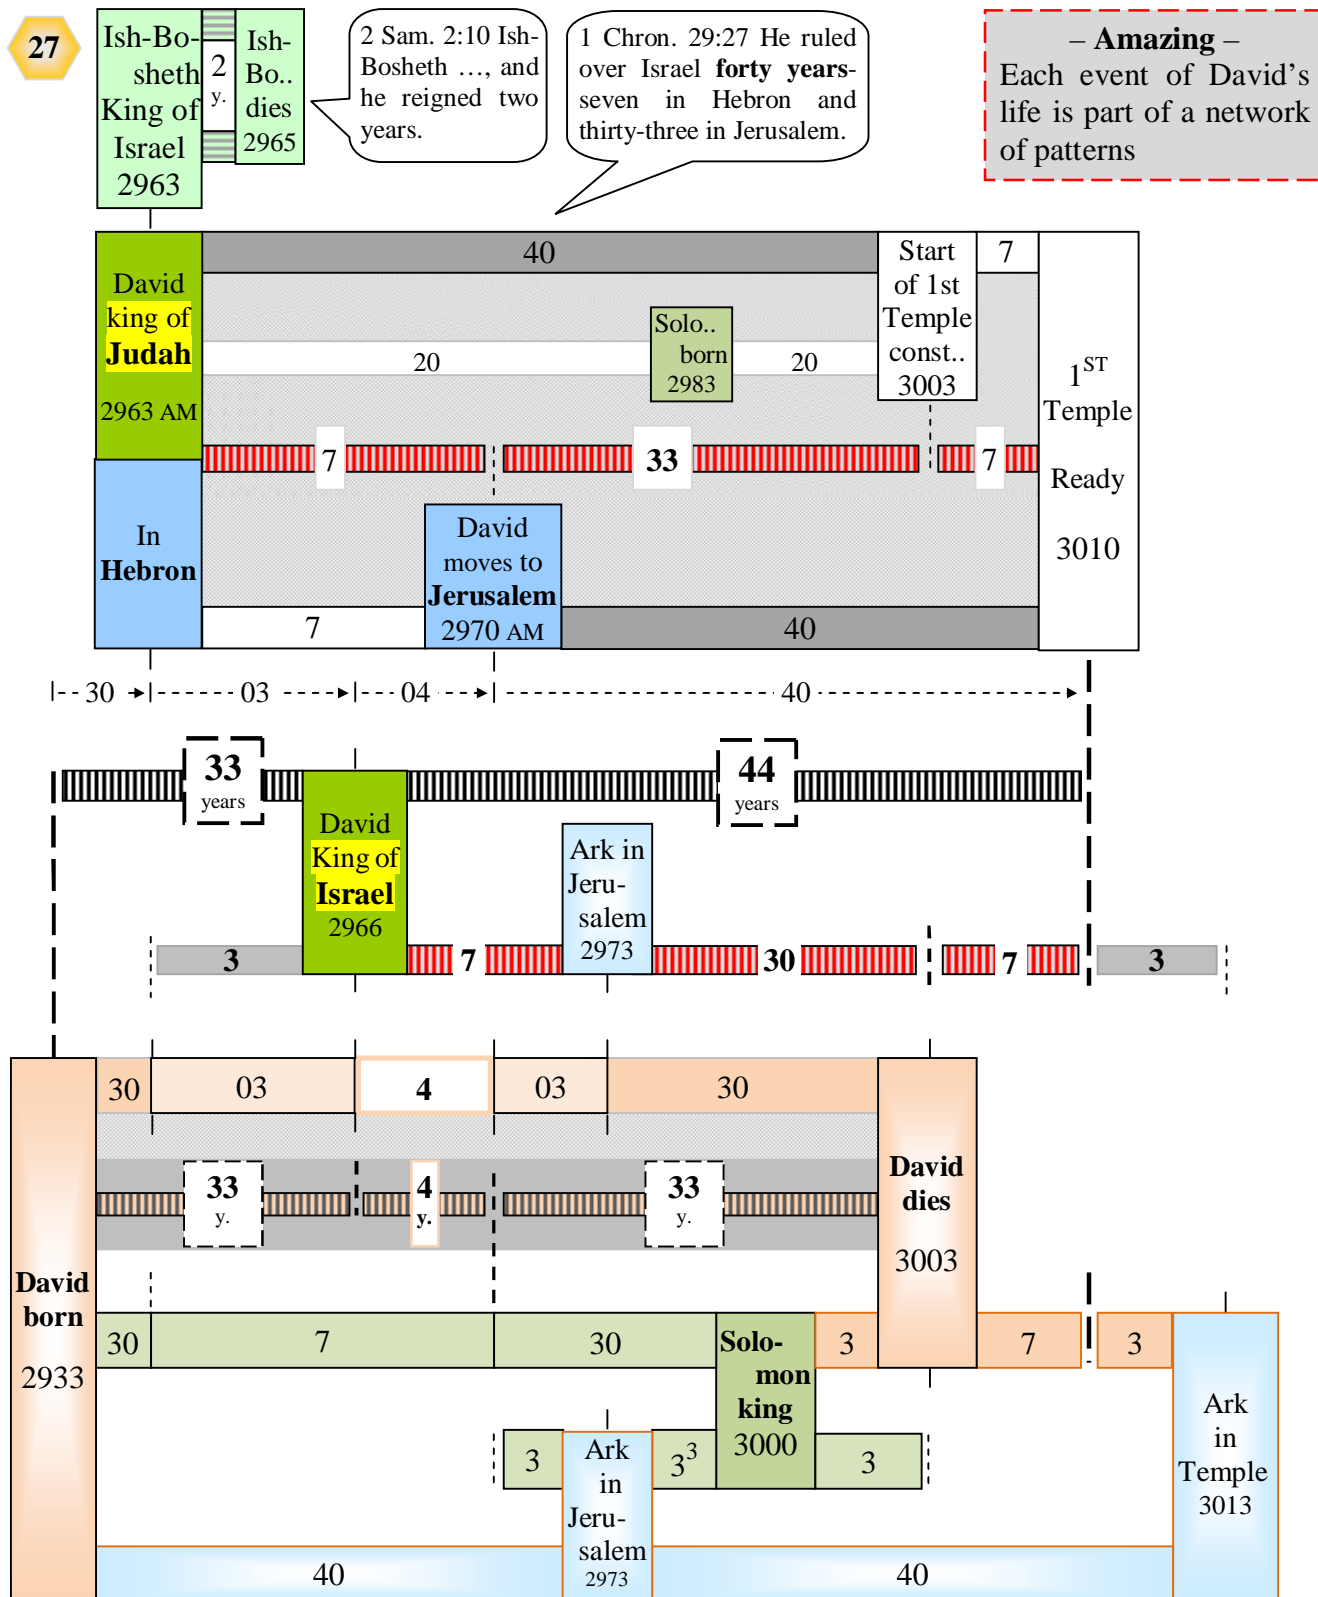 27
Ish-Bo-
sheth
King of
Israel
2963
2
y.
Ish-
Bo..
dies
2965
2 Sam. 2:10 Ish-
Bosheth …, and
he reigned two
years.
1 Chron. 29:27 He ruled
over Israel forty years-
seven in Hebron and
thirty-three in Jerusalem.
– Amazing –
Each event of David’s
life is part of a network
of patterns
David
king of
Judah
2963 AM
40
Start
of 1st
Temple
const..
3003
7
20
Solo..
born
2983
20
1ST
Temple
Ready
3010
7
33
7
In
Hebron
David
moves to
Jerusalem
2970 AM
7
40
30
03
04
40
33
years
44
years
David
King of
Israel
2966
Ark in
Jeru-
salem
2973
3
7
30
7
3
30
03
4
03
30
33
y.
4
y.
33
y.
David
dies
3003
David
born
2933
30
7
30
Solo-
mon
king
3000
3
7
3
3
Ark
in
Jeru-
salem
2973
3³
3
Ark
in
Temple
3013
40
40